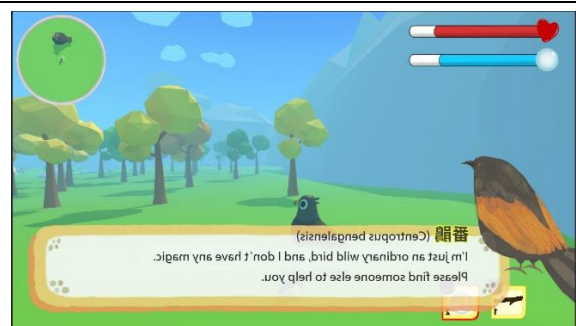 番鵑 (Centropus bengalensis)
I'm just an ordinary wild bird, and I don't have any magic.
Please find someone else to help you.